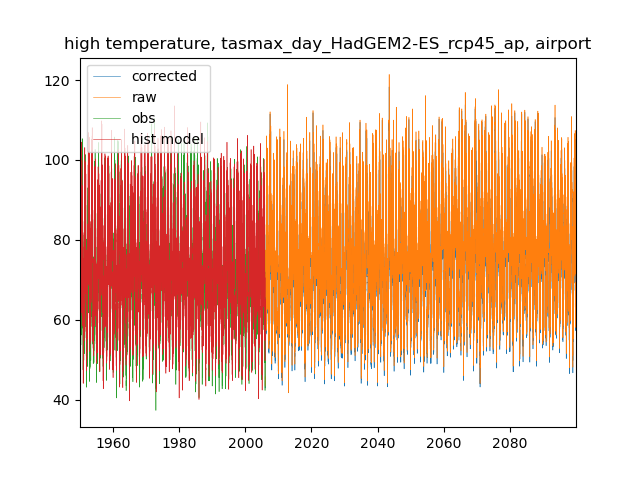 high temperature, tasmax_day_HadGEM2-ES_rcp45_ap, airport
corrected
raw
obs
hist model
120
100
80
60
40
1960
1980
2000
2020
2040
2060
2080